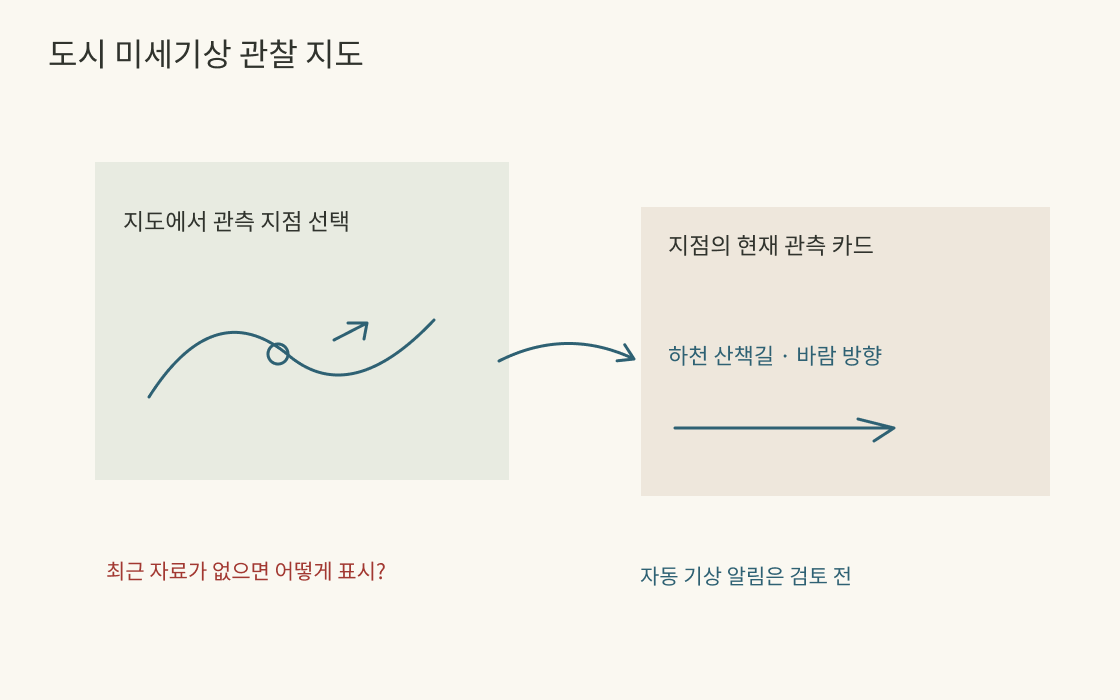 도시 미세기상 관찰 지도
지도에서 관측 지점 선택
지점의 현재 관측 카드
하천 산책길 · 바람 방향
최근 자료가 없으면 어떻게 표시?
자동 기상 알림은 검토 전